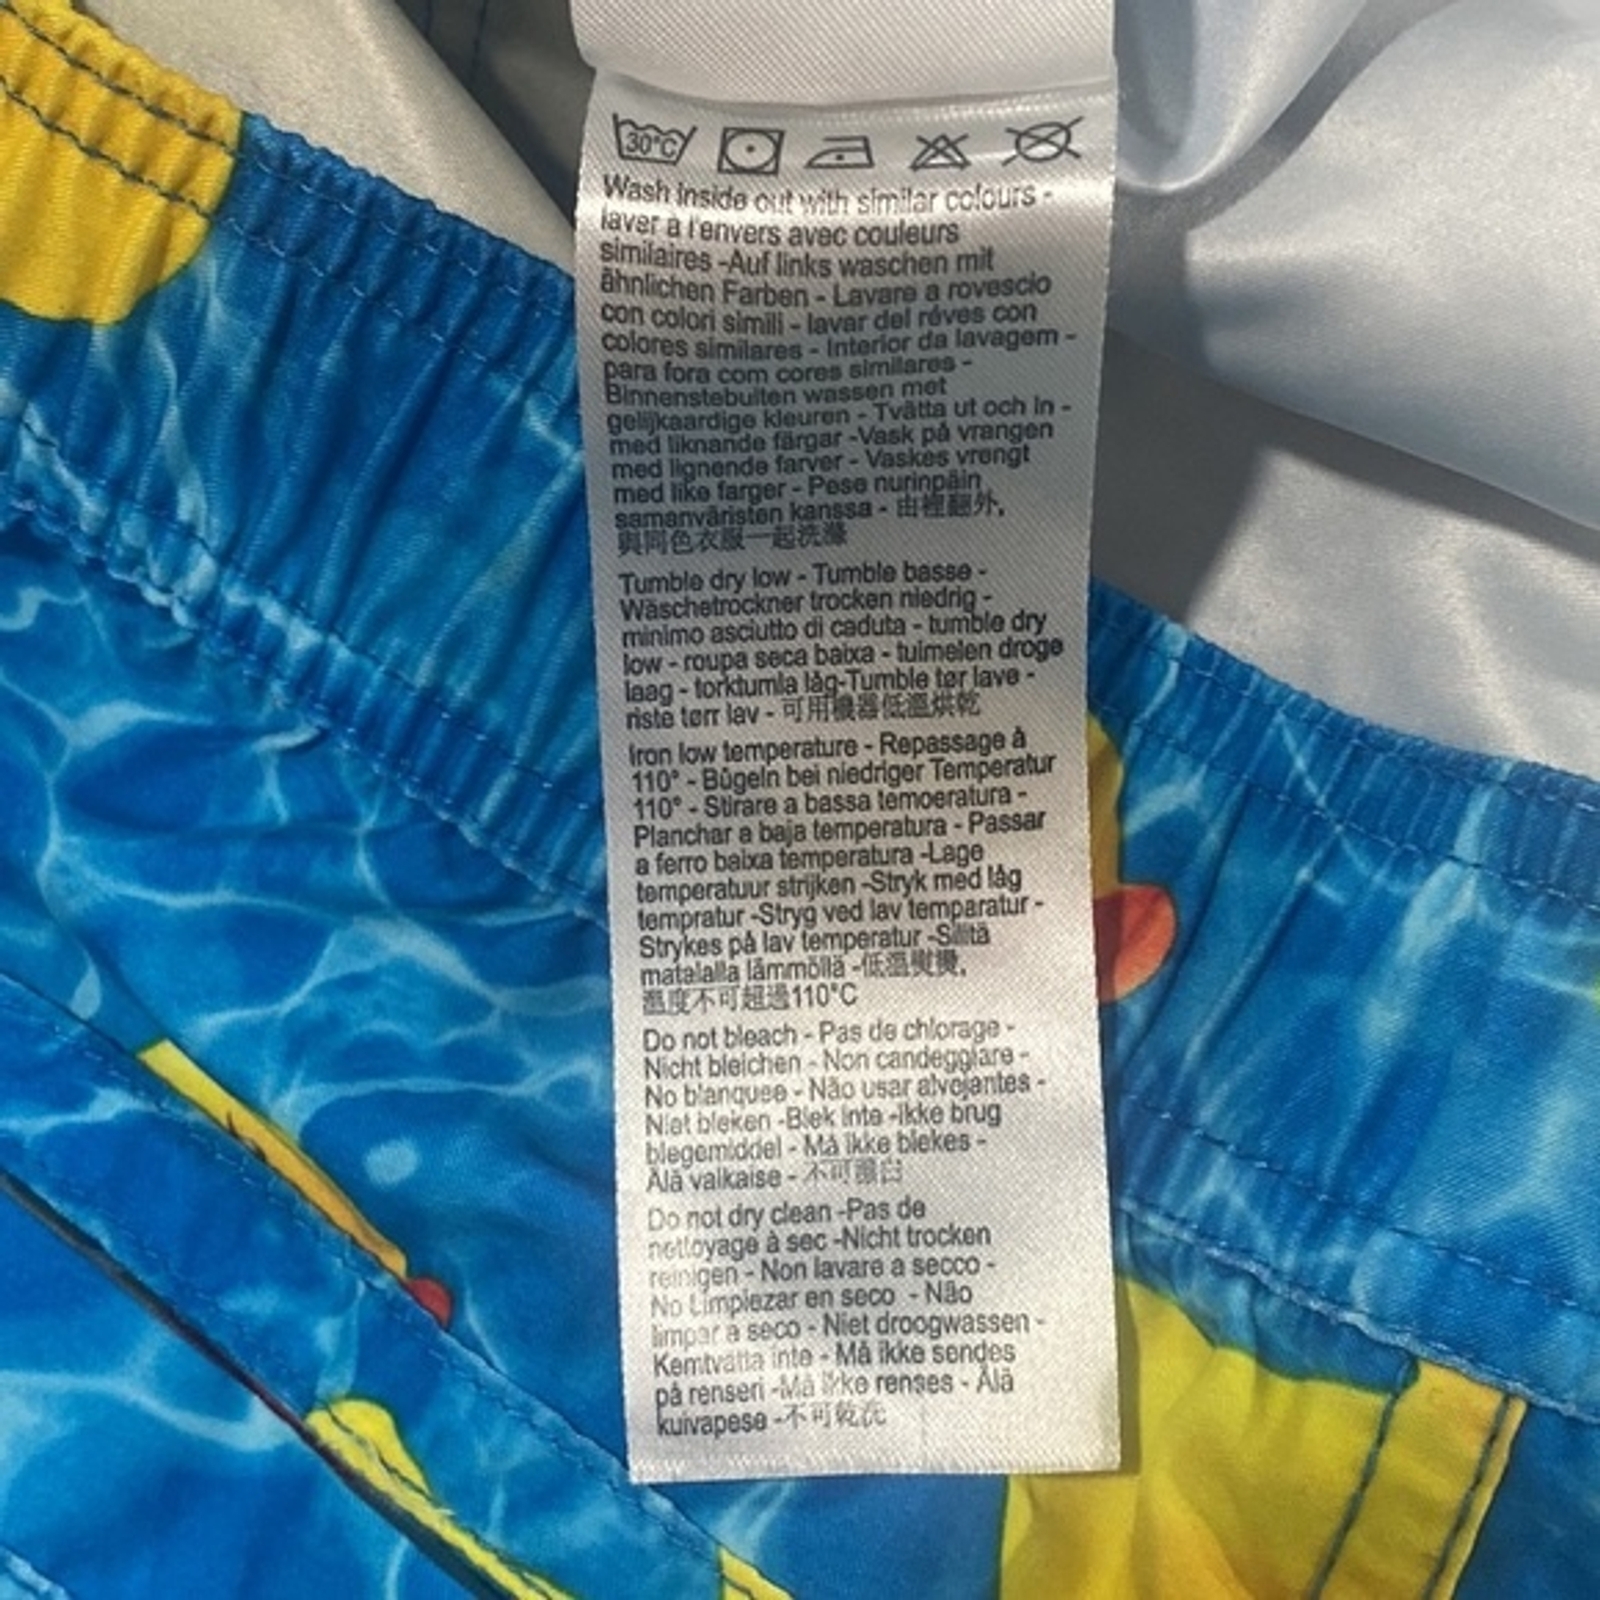 30°C
Wash inside out with similar colours -
laver à l'envers avec couleurs
similaires -Auf links waschen mit
ähnlichen Farben - Lavare a rovescio
con colori simili - lavar del réves con
colores similares - Interior da lavagem -
para fora com cores similares -
Binnenstebuiten wassen met
gelijkaardige kleuren - Tvätta ut och in -
med liknande färgar -Vask på vrangen
med lignende farver - Vaskes vrengt
med like farger - Pese nurinpäin
samanväristen kanssa - 由裡翻外,
與同色衣服一起洗滌
Tumble dry low - Tumble basse -
Wäschetrockner trocken niedrig -
minimo asciutto di caduta - tumble dry
low - roupa seca baixa - tuimelen droge
laag - torktumla låg-Tumble tør lave -
riste tørr lav - 可用機器低溫烘乾
Iron low temperature - Repassage à
110° - Bügeln bei niedriger Temperatur
110° - Stirare a bassa temoeratura -
Planchar a baja temperatura - Passar
a ferro baixa temperatura -Lage
temperatuur strijken -Stryk med låg
tempratur -Stryg ved lav temparatur -
Strykes på lav temperatur -Silitä
matalalla lämmöllä -低溫熨燙,
溫度不可超過110°C
Do not bleach - Pas de chlorage -
Nicht bleichen - Non candeggiare -
No blanquee - Não usar alvejantes -
Niet bleken -Blek inte -Ikke brug
blegemiddel - Må ikke blekes -
Älä valkaise - 不可漂白
Do not dry clean -Pas de
nettoyage à sec -Nicht trocken
reinigen - Non lavare a secco -
No Limpiezar en seco - Não
limpar a seco - Niet droogwassen -
Kemtvätta inte - Må ikke sendes
på renseri -Må ikke renses - Älä
kuivapese -不可乾洗